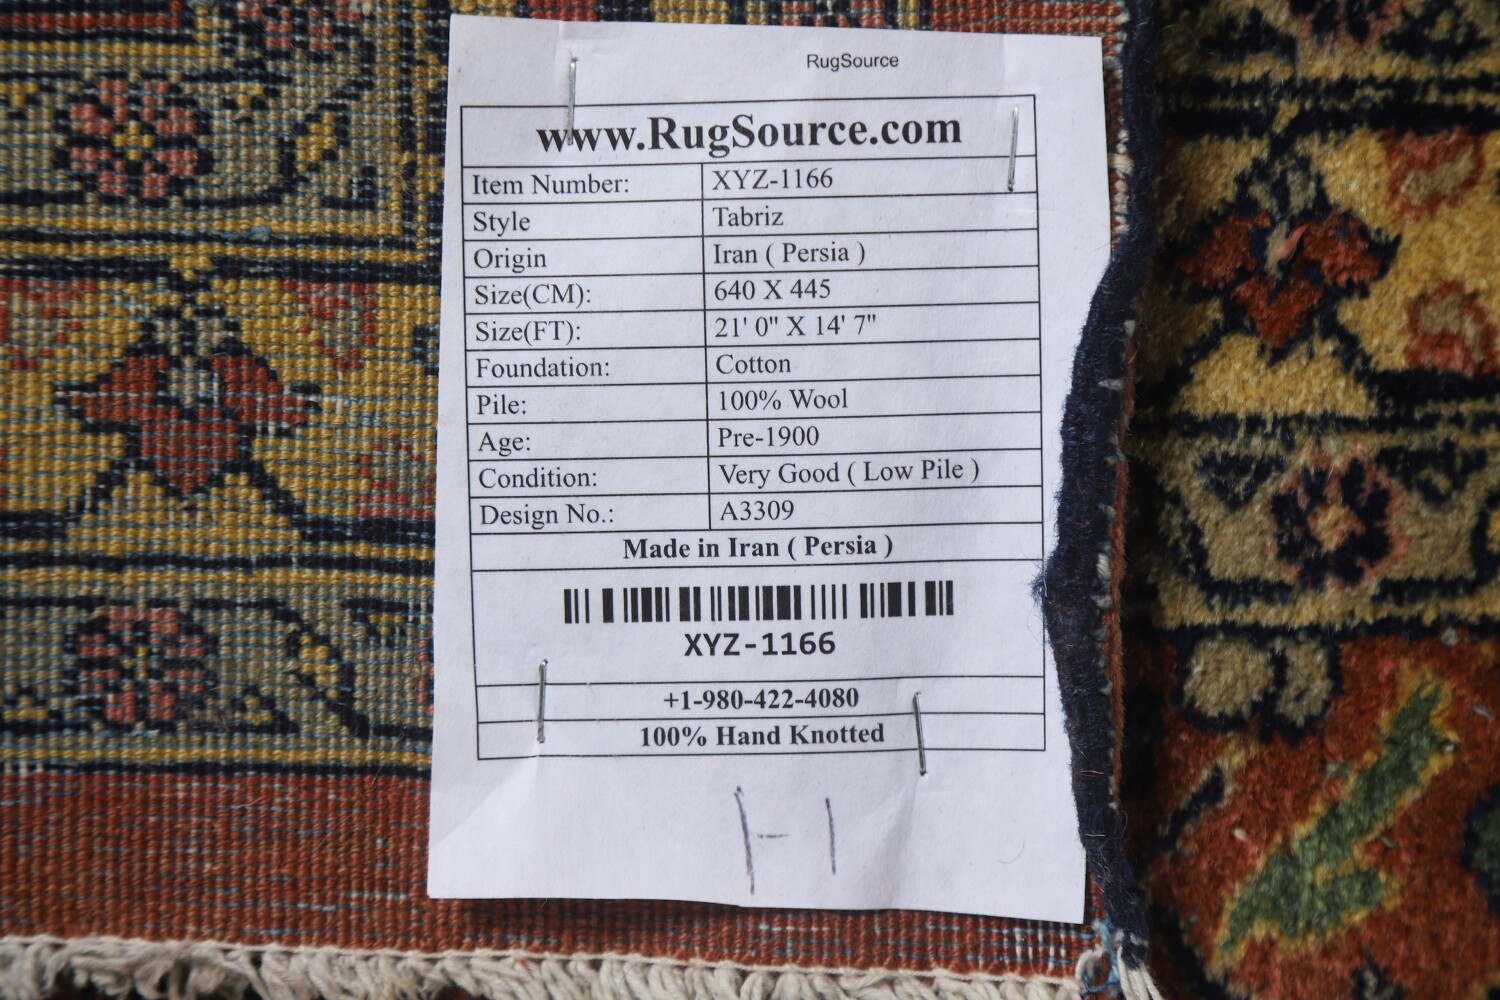 RugSource
www.RugSource.com
Item Number: XYZ-1166
Style Tabriz
Origin Iran ( Persia )
Size(CM): 640 X 445
Size(FT): 21' 0" X 14' 7"
Foundation: Cotton
Pile: 100% Wool
Age: Pre-1900
Condition: Very Good ( Low Pile )
Design No.: A3309
Made in Iran ( Persia )
XYZ-1166
+1-980-422-4080
100% Hand Knotted